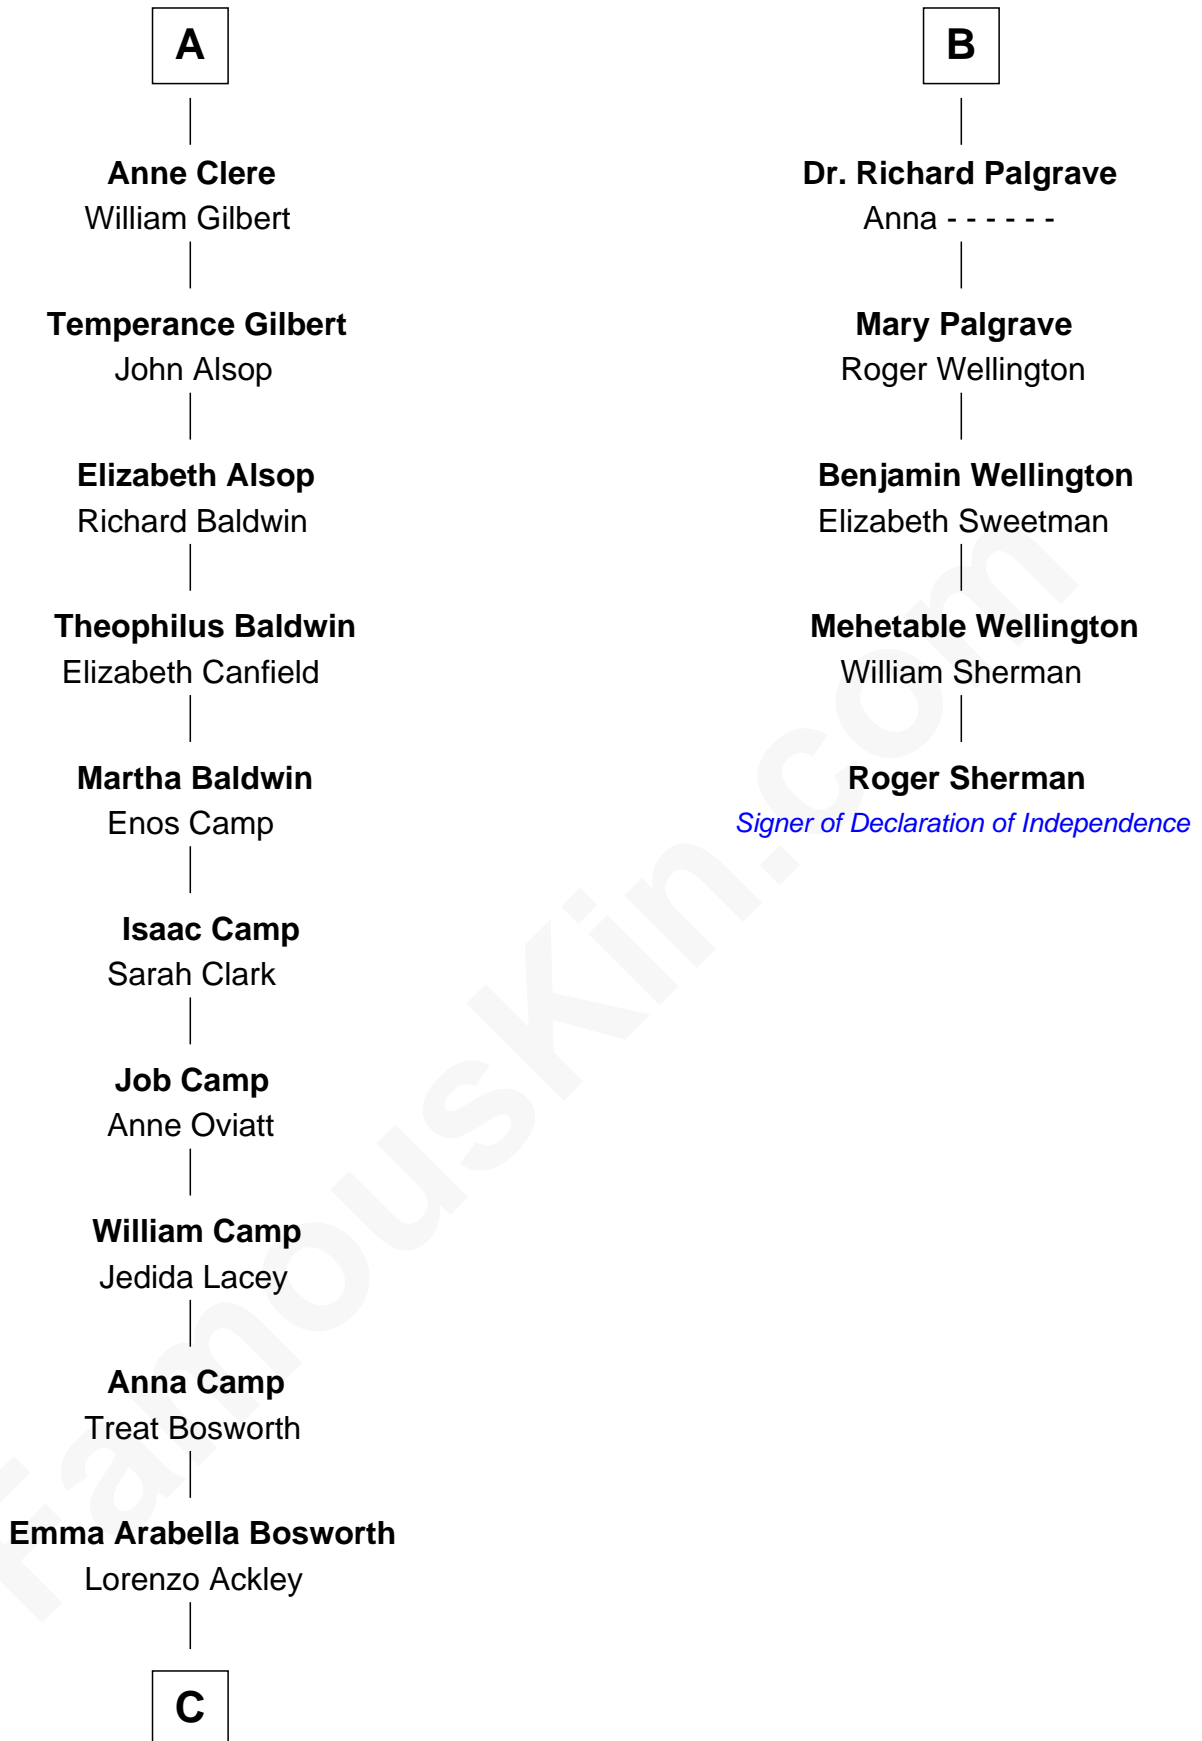 A
Anne Clere
William Gilbert
Temperance Gilbert
John Alsop
Elizabeth Alsop
Richard Baldwin
Theophilus Baldwin
Elizabeth Canfield
Martha Baldwin
Enos Camp
Isaac Camp
Sarah Clark
Job Camp
Anne Oviatt
William Camp
Jedida Lacey
Anna Camp
Treat Bosworth
Emma Arabella Bosworth
Lorenzo Ackley
C
B
Dr. Richard Palgrave
Anna - - - - - -
Mary Palgrave
Roger Wellington
Benjamin Wellington
Elizabeth Sweetman
Mehetable Wellington
William Sherman
Roger Sherman
Signer of Declaration of Independence
FamousKin.com